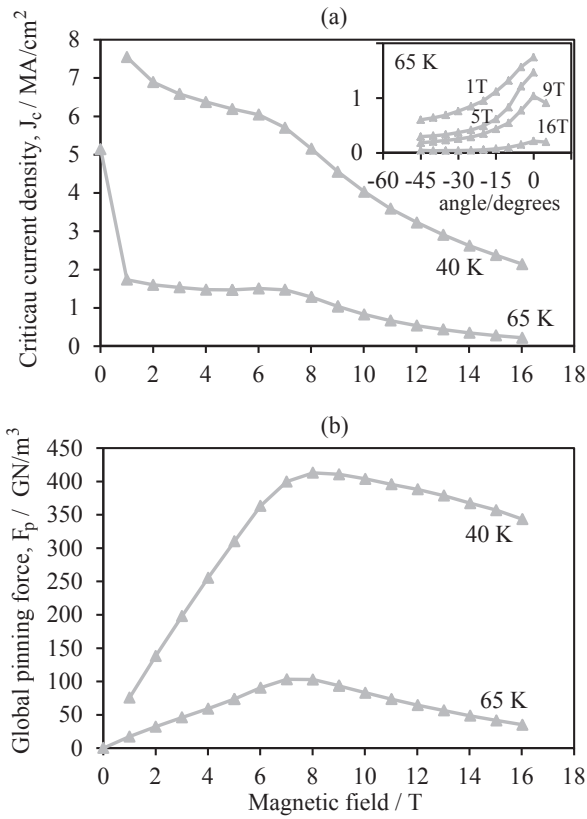 (a)
Criticau current density, J_c / MA/cm²
8
7
6
5
4
3
2
1
0
0 2 4 6 8 10 12 14 16 18
40 K
65 K
65 K
1
0
1T
5T
9T
16T
-60 -45 -30 -15 0
angle/degrees
(b)
Global pinning force, F_p / GN/m³
450
400
350
300
250
200
150
100
50
0
40 K
65 K
0 2 4 6 8 10 12 14 16 18
Magnetic field / T